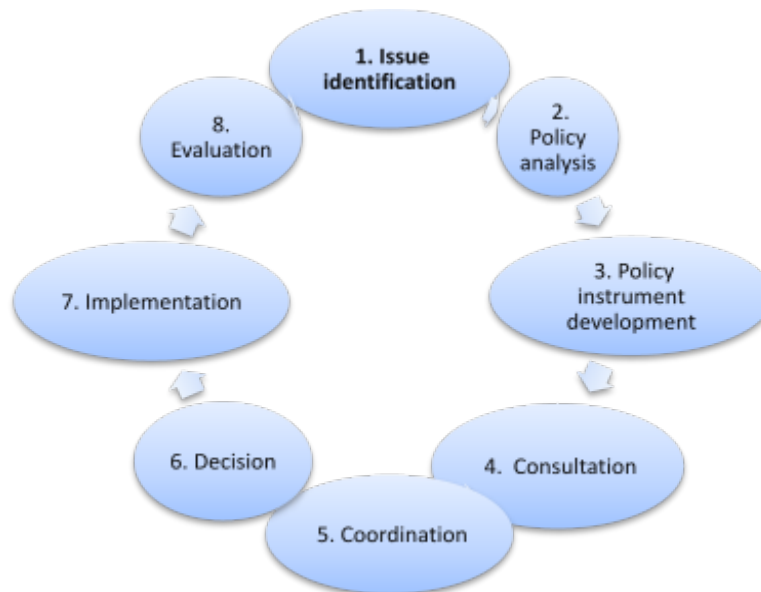 1. Issue
identification
2.
Policy
analysis
3. Policy
instrument
development
4. Consultation
5. Coordination
6. Decision
7. Implementation
8.
Evaluation